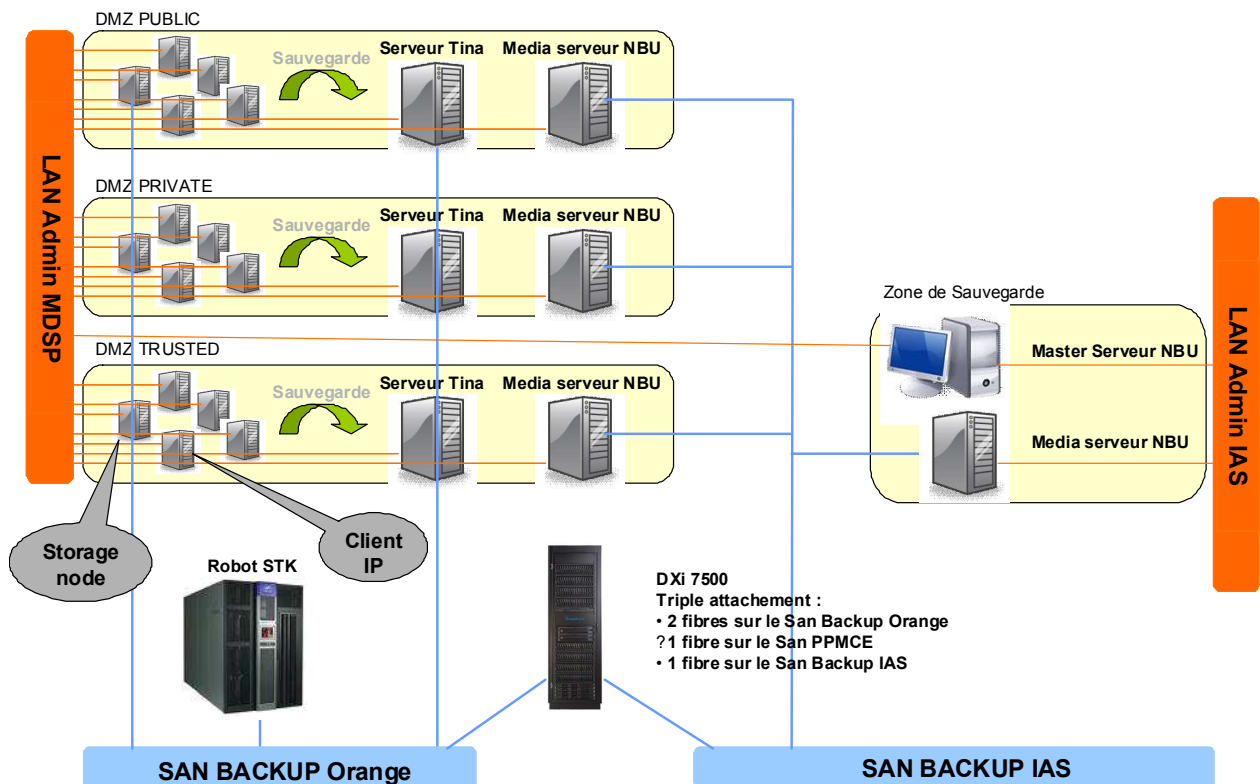 DMZ PUBLIC
Sauvegarde
Serveur Tina
Media serveur NBU
LAN Admin MDSP
DMZ PRIVATE
Sauvegarde
Serveur Tina
Media serveur NBU
DMZ TRUSTED
Sauvegarde
Serveur Tina
Media serveur NBU
Zone de Sauvegarde
Master Serveur NBU
Media serveur NBU
LAN Admin IAS
Storage
node
Client
IP
Robot STK
DXi 7500
Triple attachement :
• 2 fibres sur le San Backup Orange
?1 fibre sur le San PPMCE
• 1 fibre sur le San Backup IAS
SAN BACKUP Orange
SAN BACKUP IAS